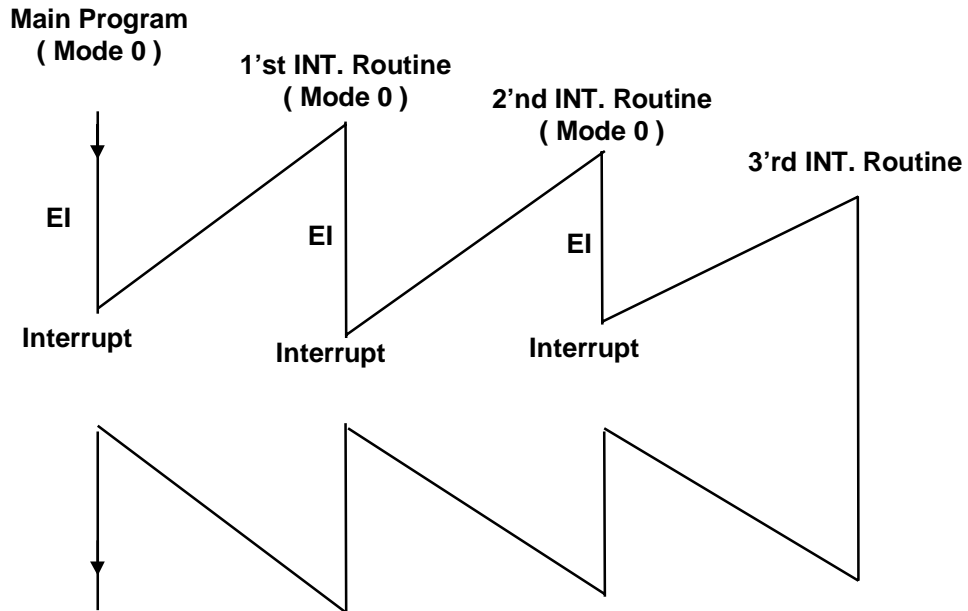 Main Program
( Mode 0 )
1’st INT. Routine
( Mode 0 )
2’nd INT. Routine
( Mode 0 )
3’rd INT. Routine
EI
EI
EI
Interrupt
Interrupt
Interrupt